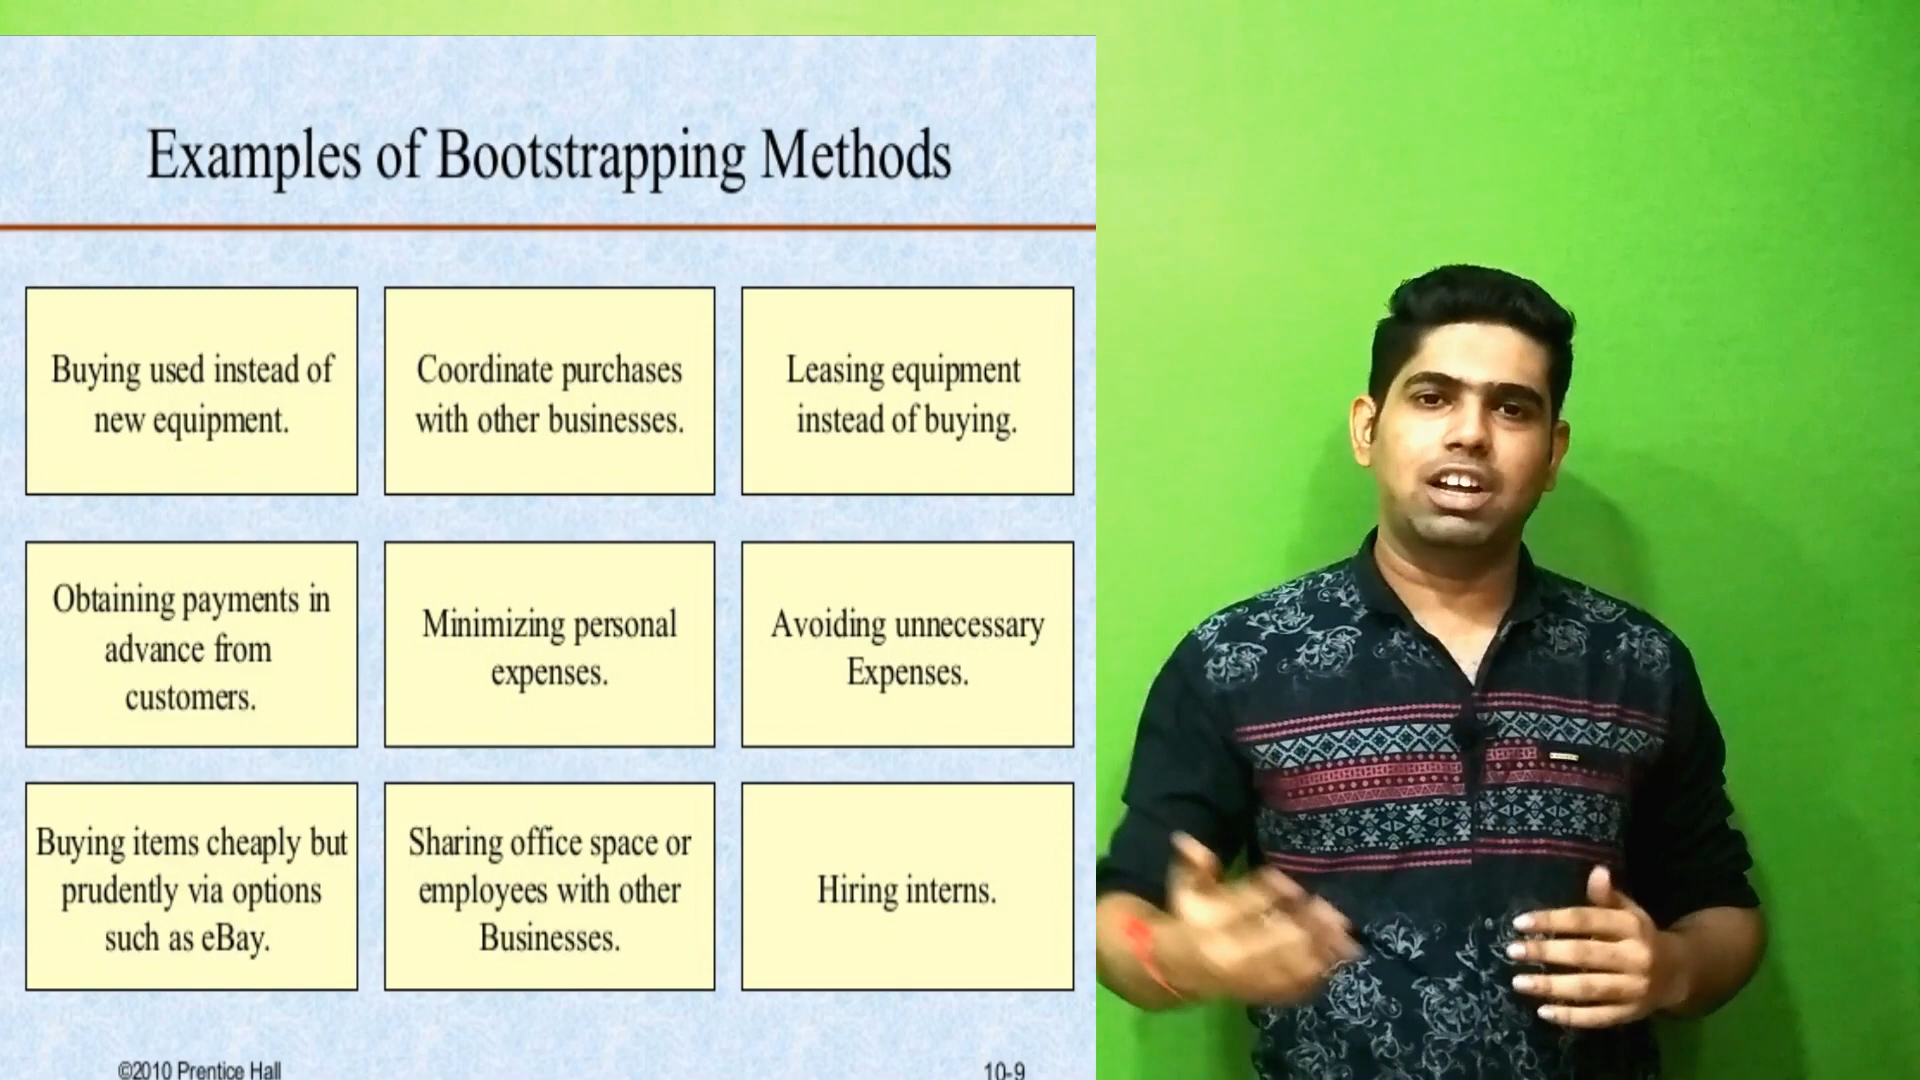 Examples of Bootstrapping Methods
Buying used instead of
new equipment.
Coordinate purchases
with other businesses.
Leasing equipment
instead of buying.
Obtaining payments in
advance from
customers.
Minimizing personal
expenses.
Avoiding unnecessary
Expenses.
Buying items cheaply but
prudently via options
such as eBay.
Sharing office space or
employees with other
Businesses.
Hiring interns.
©2010 Prentice Hall
10-9